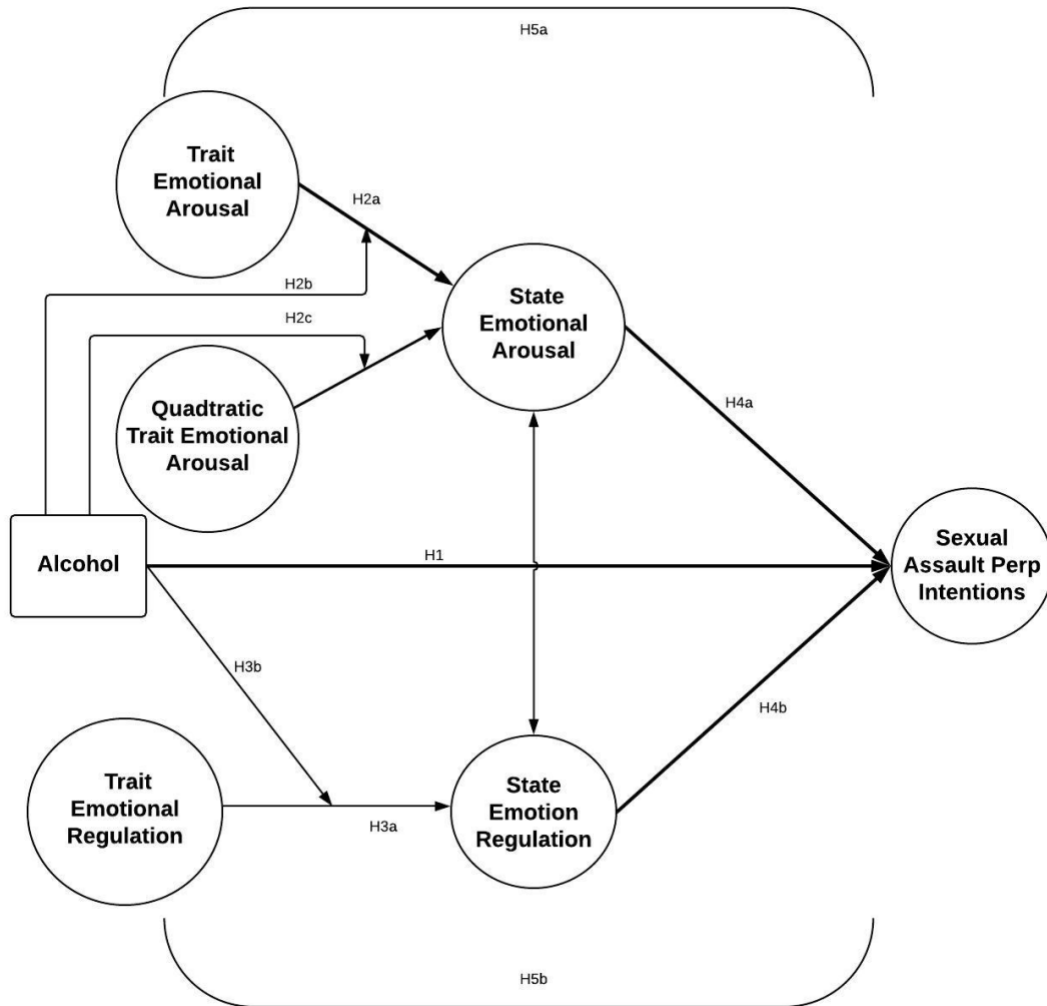 H5a
Trait
Emotional
Arousal
H2a
H2b
H2c
State
Emotional
Arousal
Quadtratic
Trait Emotional
Arousal
H4a
Alcohol
H1
Sexual
Assault Perp
Intentions
H3b
H4b
Trait
Emotional
Regulation
H3a
State
Emotion
Regulation
H5b